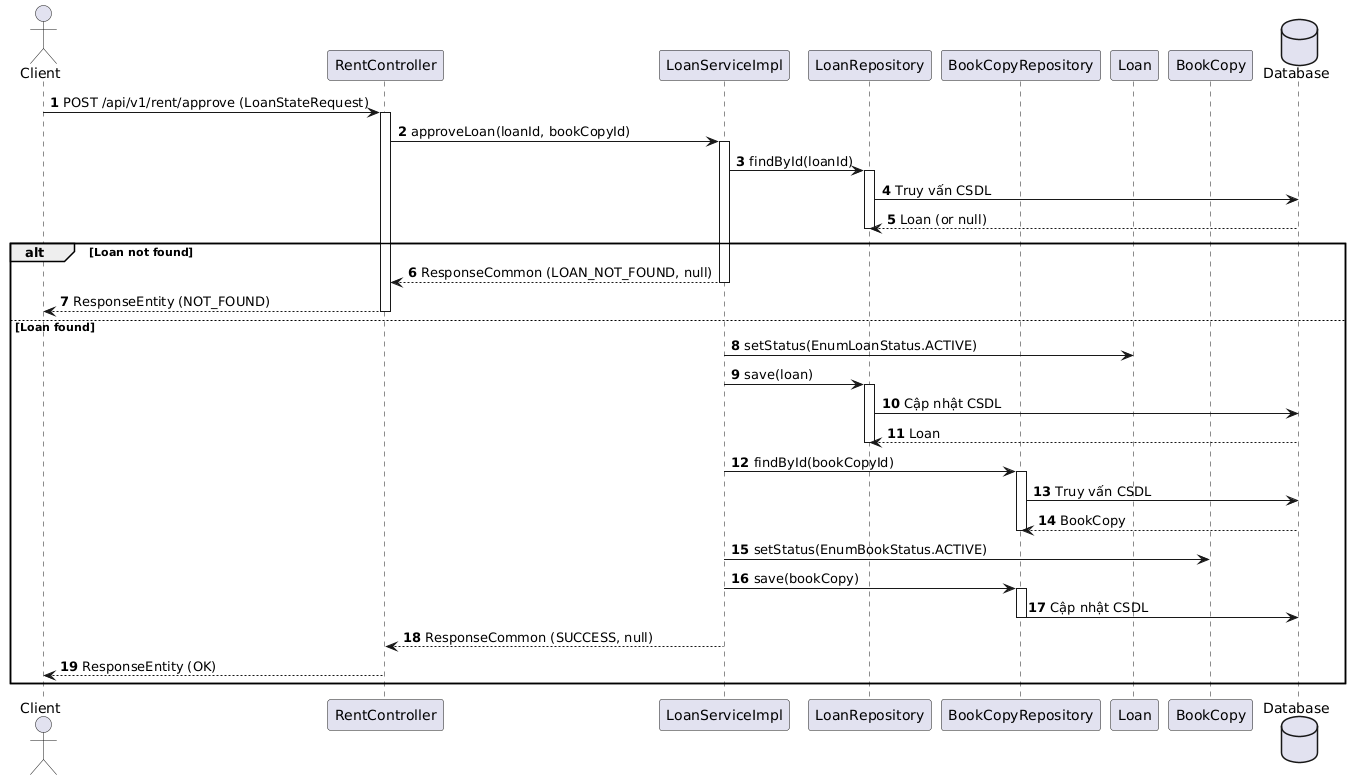 Client
RentController
LoanServiceImpl
LoanRepository
BookCopyRepository
Loan
BookCopy
Database
1 POST /api/v1/rent/approve (LoanStateRequest)
2 approveLoan(loanId, bookCopyId)
3 findById(loanId)
4 Truy vấn CSDL
5 Loan (or null)
alt [Loan not found]
6 ResponseCommon (LOAN_NOT_FOUND, null)
7 ResponseEntity (NOT_FOUND)
[Loan found]
8 setStatus(EnumLoanStatus.ACTIVE)
9 save(loan)
10 Cập nhật CSDL
11 Loan
12 findById(bookCopyId)
13 Truy vấn CSDL
14 BookCopy
15 setStatus(EnumBookStatus.ACTIVE)
16 save(bookCopy)
17 Cập nhật CSDL
18 ResponseCommon (SUCCESS, null)
19 ResponseEntity (OK)
Client
RentController
LoanServiceImpl
LoanRepository
BookCopyRepository
Loan
BookCopy
Database